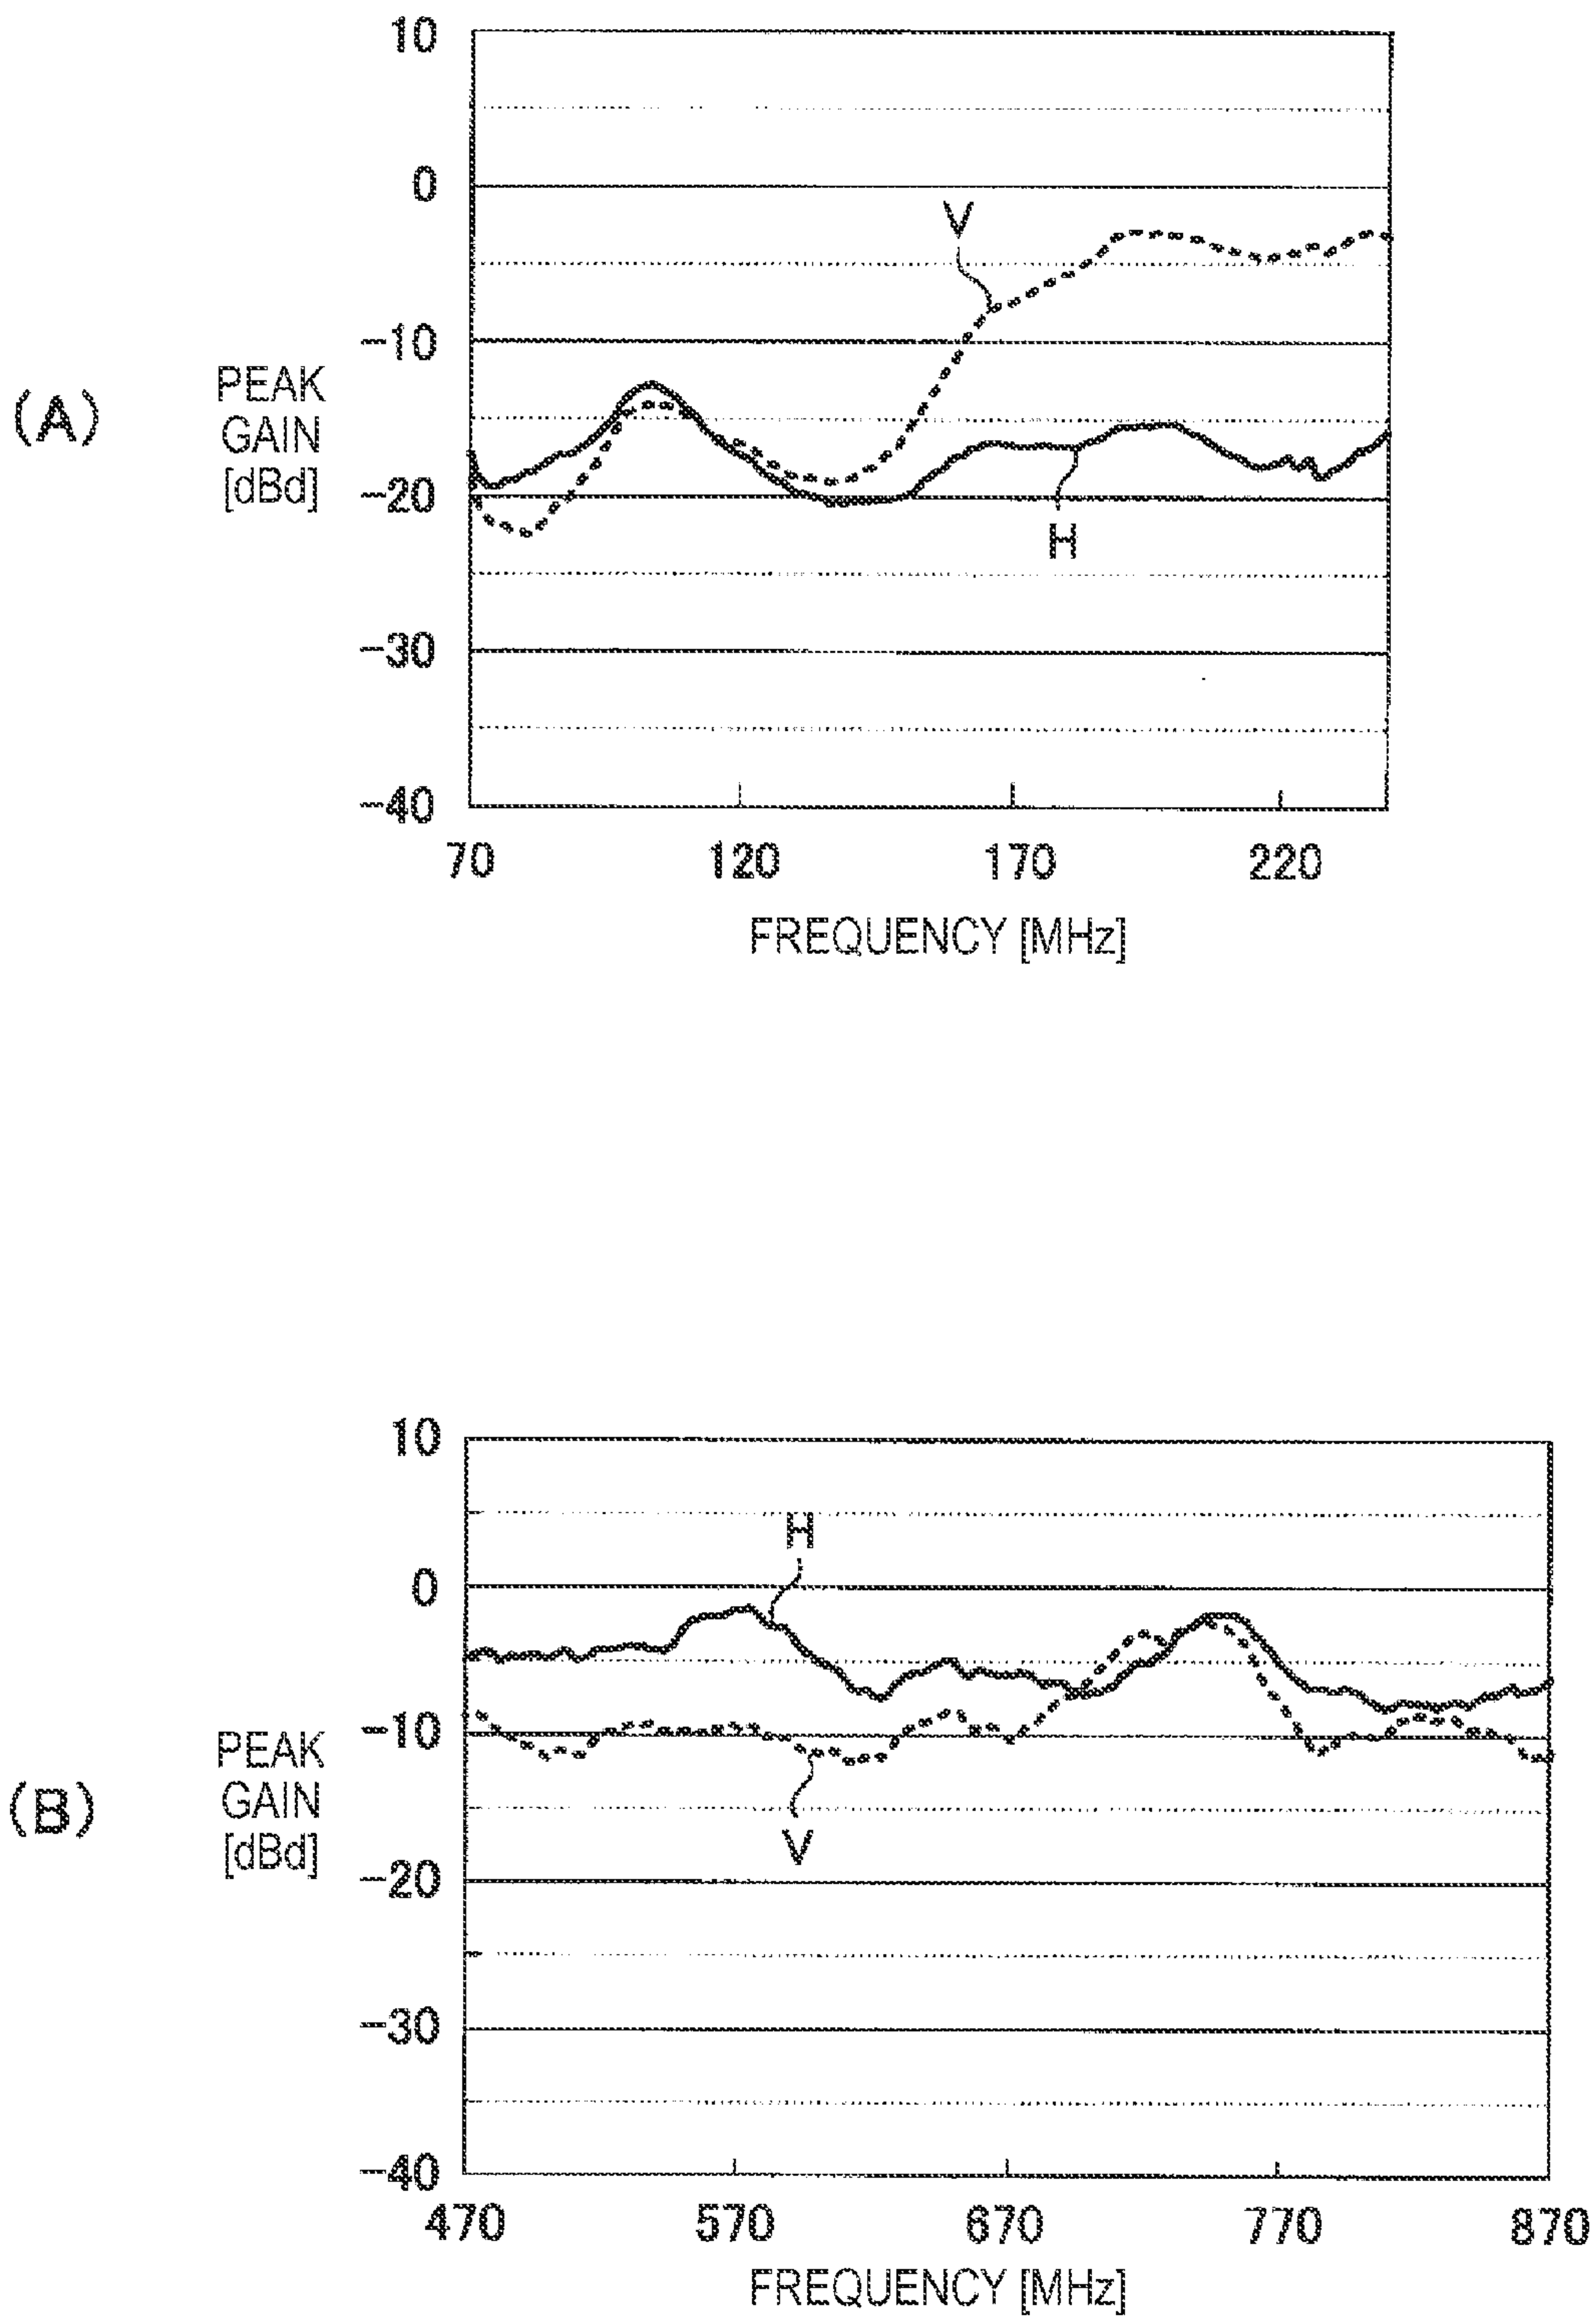 (A)
PEAK
GAIN
[dBd]
10
0
-10
-20
-30
-40
V
H
70 120 170 220
FREQUENCY [MHz]
(B)
PEAK
GAIN
[dBd]
10
0
-10
-20
-30
-40
H
V
470 570 670 770 870
FREQUENCY [MHz]